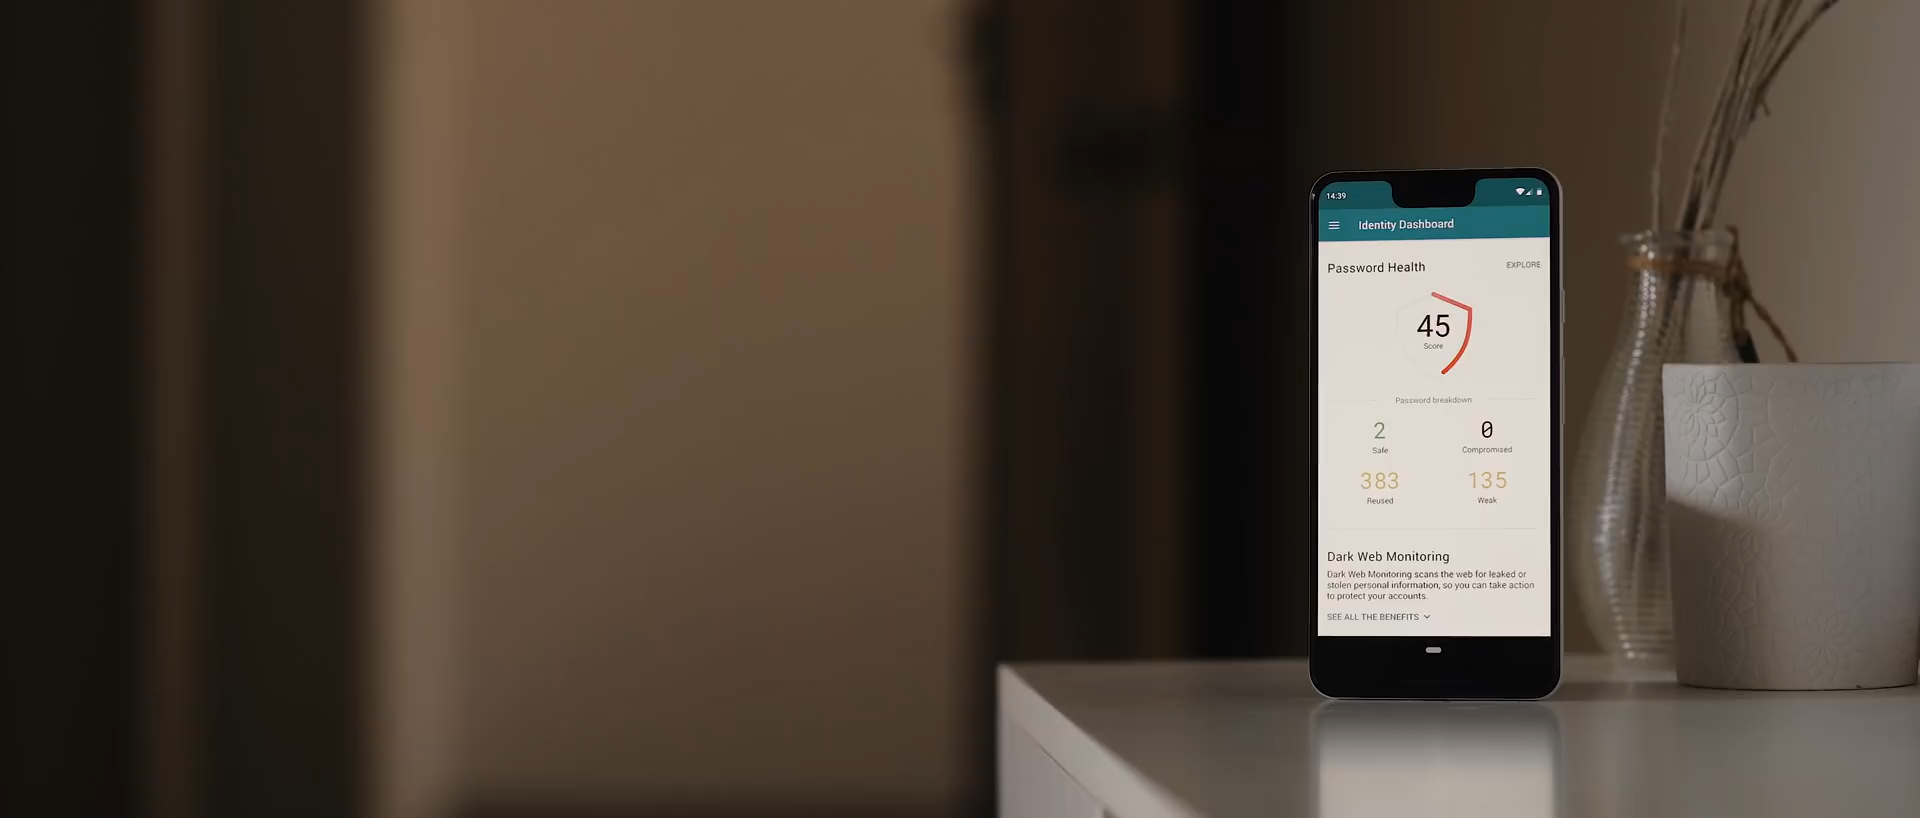 14:39
Identity Dashboard
Password Health
EXPLORE
45
Score
Password breakdown
2
Safe
0
Compromised
383
Reused
135
Weak
Dark Web Monitoring
Dark Web Monitoring scans the web for leaked or
stolen personal information, so you can take action
to protect your accounts.
SEE ALL THE BENEFITS